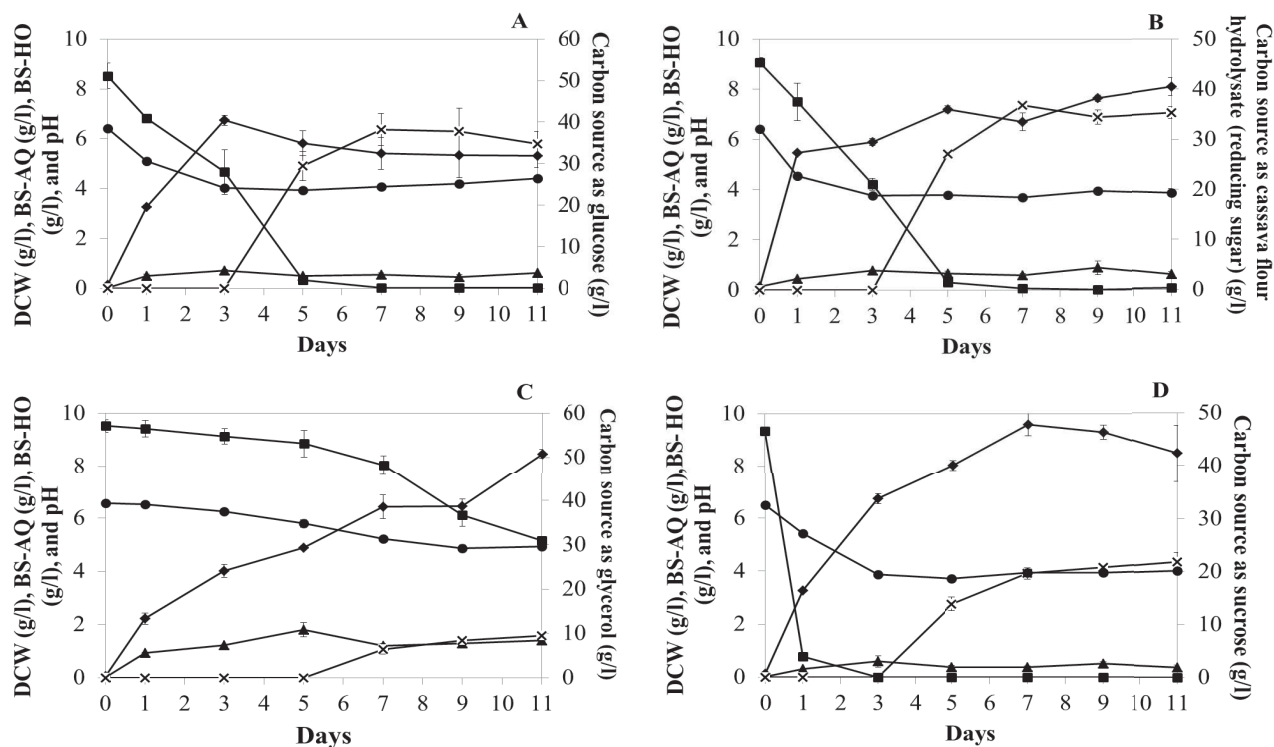 A
DCW (g/l), BS-AQ (g/l), BS-HO
(g/l), and pH
10
8
6
4
2
0
60
50
40
30
20
10
0
Carbon source as glucose (g/l)
0 1 2 3 4 5 6 7 8 9 10 11
Days
B
DCW (g/l), BS-AQ (g/l), BS-HO
(g/l), and pH
10
8
6
4
2
0
50
40
30
20
10
0
Carbon source as cassava flour
hydrolysate (reducing sugar) (g/l)
0 1 2 3 4 5 6 7 8 9 10 11
Days
C
DCW (g/l), BS-AQ (g/l), BS-HO
(g/l), and pH
10
8
6
4
2
0
60
50
40
30
20
10
0
Carbon source as glycerol (g/l)
0 1 2 3 4 5 6 7 8 9 10 11
Days
D
DCW (g/l), BS-AQ (g/l),BS- HO
(g/l), and pH
10
8
6
4
2
0
50
40
30
20
10
0
Carbon source as sucrose (g/l)
0 1 2 3 4 5 6 7 8 9 10 11
Days